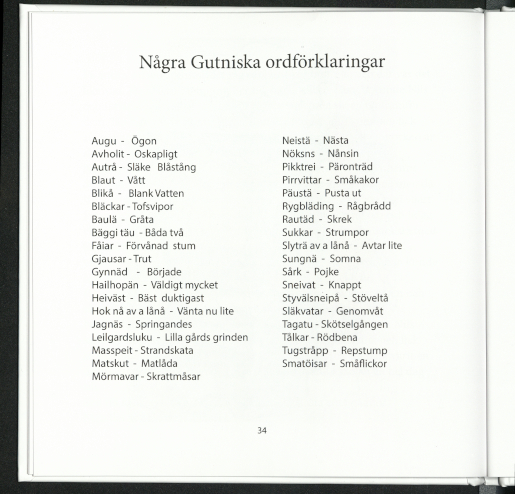 Några Gutniska ordförklaringar
Augu - Ögon
Avholit - Oskapligt
Autrå - Släke Blåstång
Blaut - Vått
Blikå - Blank Vatten
Bläckar - Tofsvipor
Baulä - Gråta
Bäggi täu - Båda två
Fåiar - Förvånad stum
Gjausar - Trut
Gynnäd - Började
Hailhopän - Väldigt mycket
Heiväst - Bäst duktigast
Hok nå av a lånå - Vänta nu lite
Jagnäs - Springandes
Leilgardsluku - Lilla gårds grinden
Masspeit - Strandskata
Matskut - Matlåda
Mörmavar - Skrattmåsar
Neistä - Nästa
Nöksns - Nånsin
Pikktrei - Päronträd
Pirrvittar - Småkakor
Päustä - Pusta ut
Rygbläding - Rågbrådd
Rautäd - Skrek
Sukkar - Strumpor
Slyträ av a lånå - Avtar lite
Sungnä - Somna
Sårk - Pojke
Sneivat - Knappt
Styvälsneipå - Stöveltå
Släkvatar - Genomvåt
Tagatu - Skötselgången
Tålkar - Rödbena
Tugstråpp - Repstump
Smatöisar - Småflickor
34